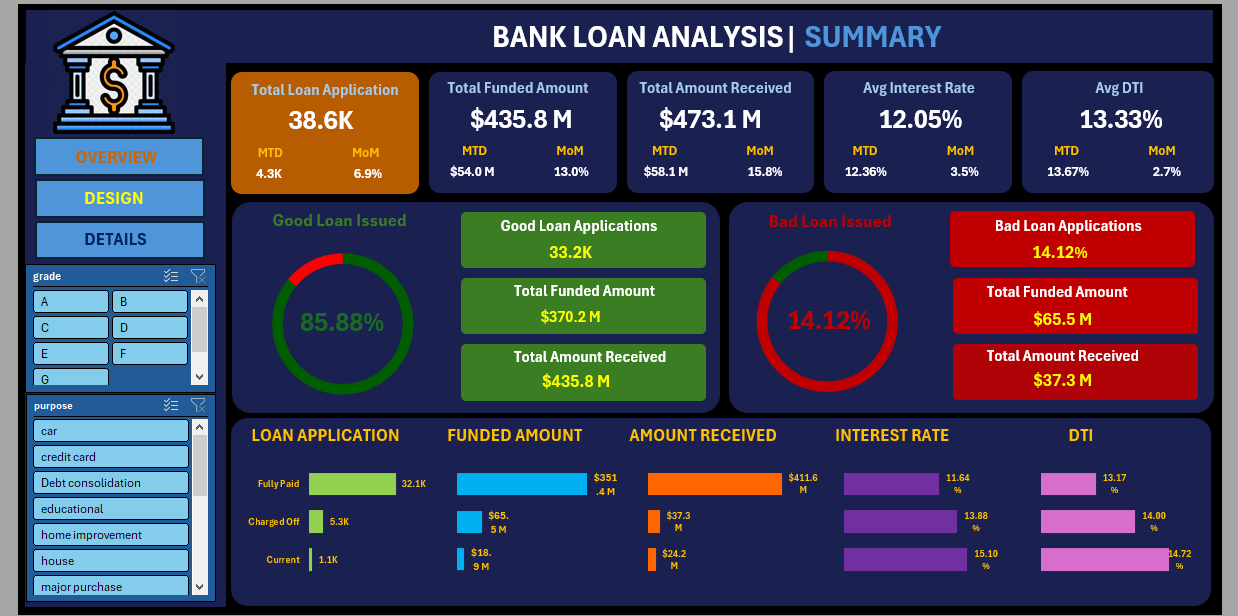 BANK LOAN ANALYSIS| SUMMARY
OVERVIEW
DESIGN
DETAILS
grade
A
B
C
D
E
F
G
purpose
car
credit card
Debt consolidation
educational
home improvement
house
major purchase
Total Loan Application
38.6K
MTD
MoM
4.3K
6.9%
Total Funded Amount
$435.8 M
MTD
MoM
$54.0 M
13.0%
Total Amount Received
$473.1 M
MTD
MoM
$58.1 M
15.8%
Avg Interest Rate
12.05%
MTD
MoM
12.36%
3.5%
Avg DTI
13.33%
MTD
MoM
13.67%
2.7%
Good Loan Issued
85.88%
Good Loan Applications
33.2K
Total Funded Amount
$370.2 M
Total Amount Received
$435.8 M
Bad Loan Issued
14.12%
Bad Loan Applications
14.12%
Total Funded Amount
$65.5 M
Total Amount Received
$37.3 M
LOAN APPLICATION
Fully Paid
32.1K
Charged Off
5.3K
Current
1.1K
FUNDED AMOUNT
$351
.4 M
$65.
5 M
$18.
9 M
AMOUNT RECEIVED
$411.6
M
$37.3
M
$24.2
M
INTEREST RATE
11.64
%
13.88
%
15.10
%
DTI
13.17
%
14.00
%
14.72
%